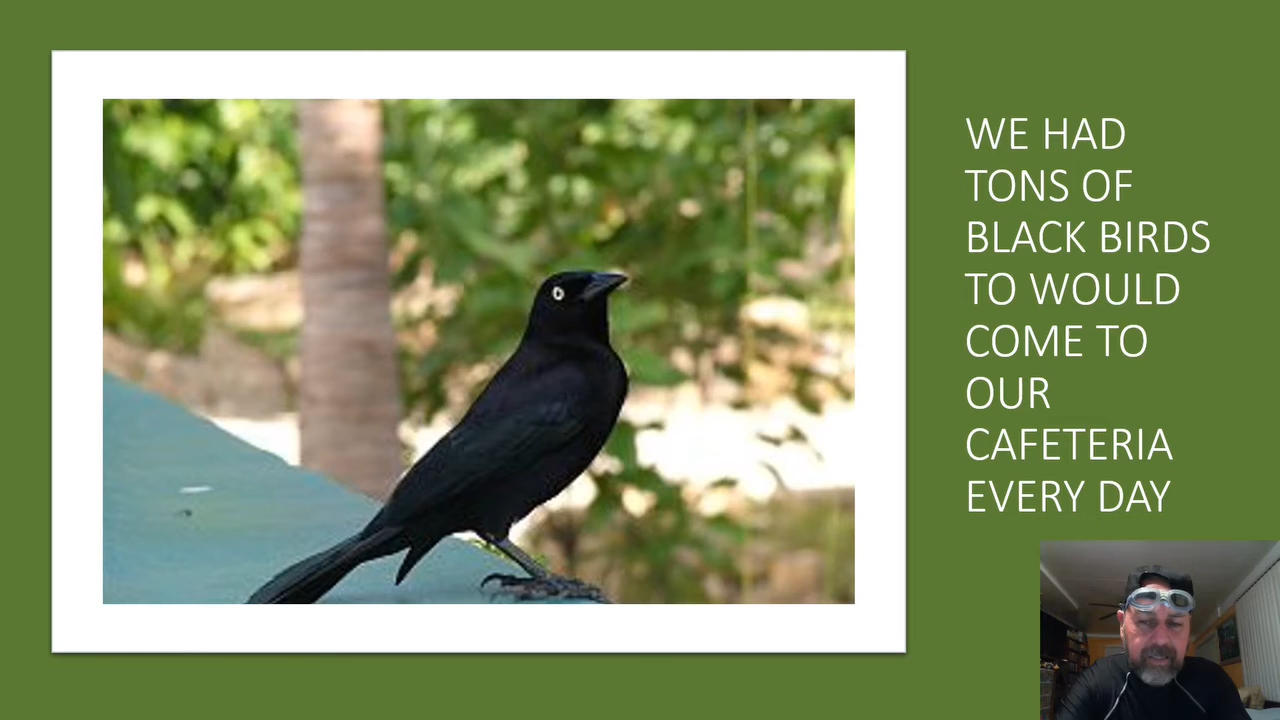 WE HAD
TONS OF
BLACK BIRDS
TO WOULD
COME TO
OUR
CAFETERIA
EVERY DAY